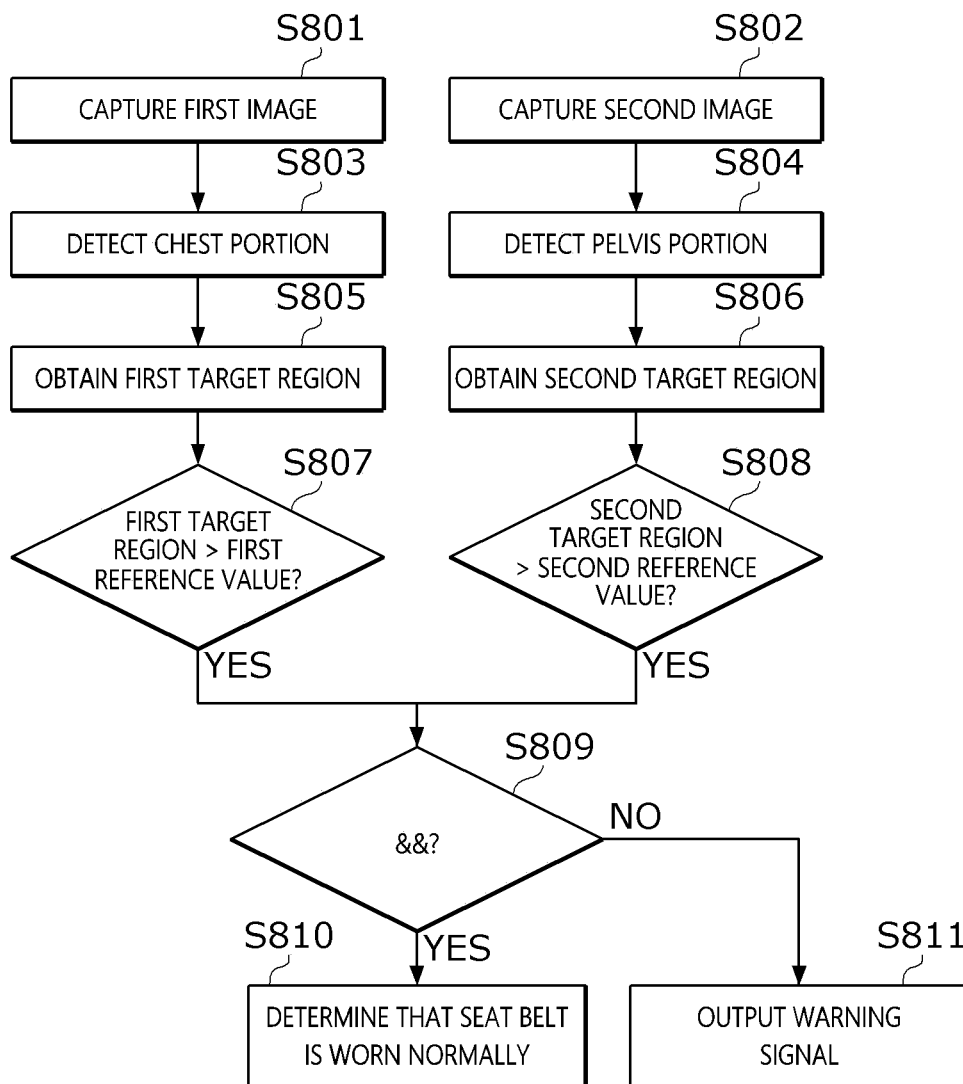 S801
CAPTURE FIRST IMAGE
S802
CAPTURE SECOND IMAGE
S803
DETECT CHEST PORTION
S804
DETECT PELVIS PORTION
S805
OBTAIN FIRST TARGET REGION
S806
OBTAIN SECOND TARGET REGION
S807
FIRST TARGET
REGION > FIRST
REFERENCE VALUE?
YES
S808
SECOND
TARGET REGION
> SECOND REFERENCE
VALUE?
YES
S809
&&?
NO
YES
S810
DETERMINE THAT SEAT BELT
IS WORN NORMALLY
S811
OUTPUT WARNING
SIGNAL